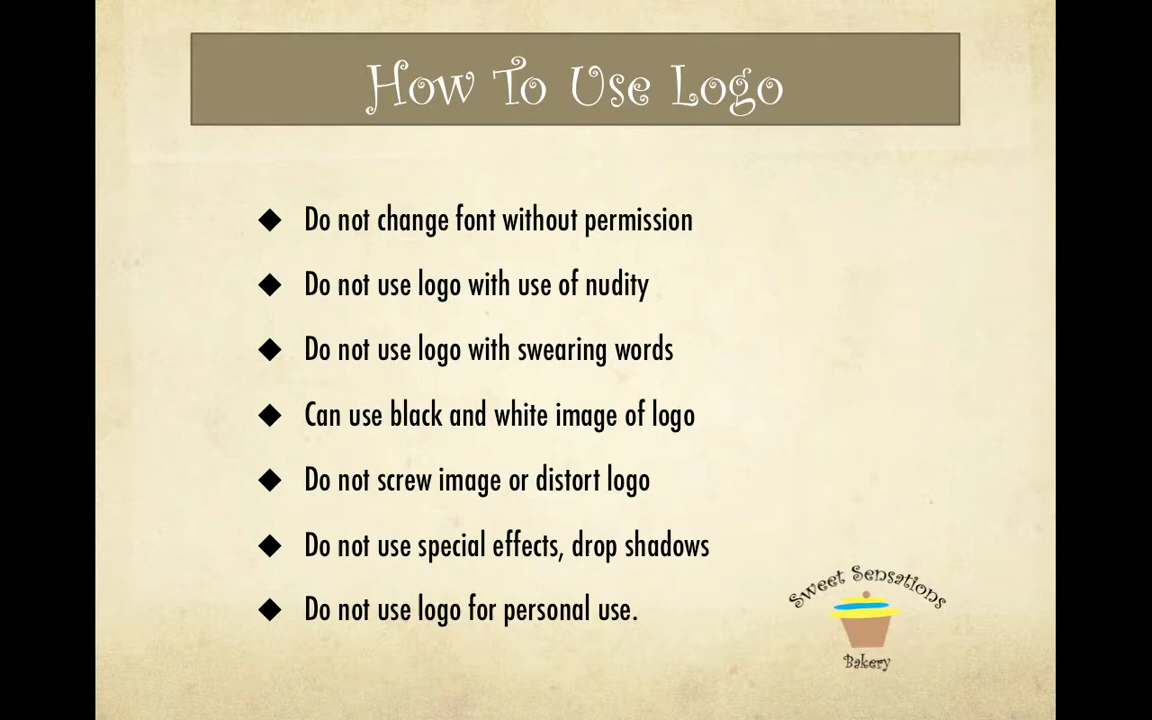 How To Use Logo
◆ Do not change font without permission
◆ Do not use logo with use of nudity
◆ Do not use logo with swearing words
◆ Can use black and white image of logo
◆ Do not screw image or distort logo
◆ Do not use special effects, drop shadows
◆ Do not use logo for personal use.
Sweet Sensations
Bakery